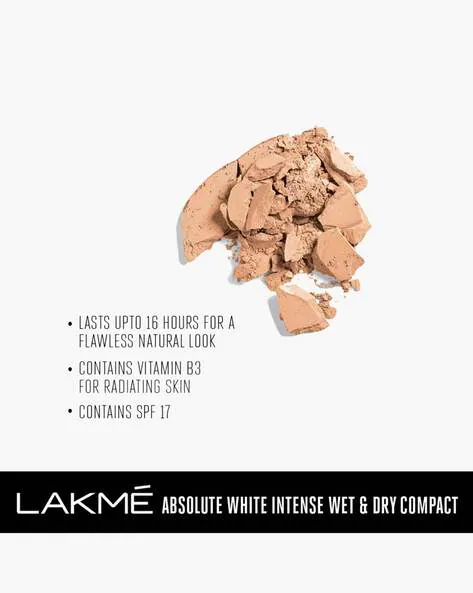 • LASTS UPTO 16 HOURS FOR A
FLAWLESS NATURAL LOOK
• CONTAINS VITAMIN B3
FOR RADIATING SKIN
• CONTAINS SPF 17
LAKMÉ ABSOLUTE WHITE INTENSE WET & DRY COMPACT